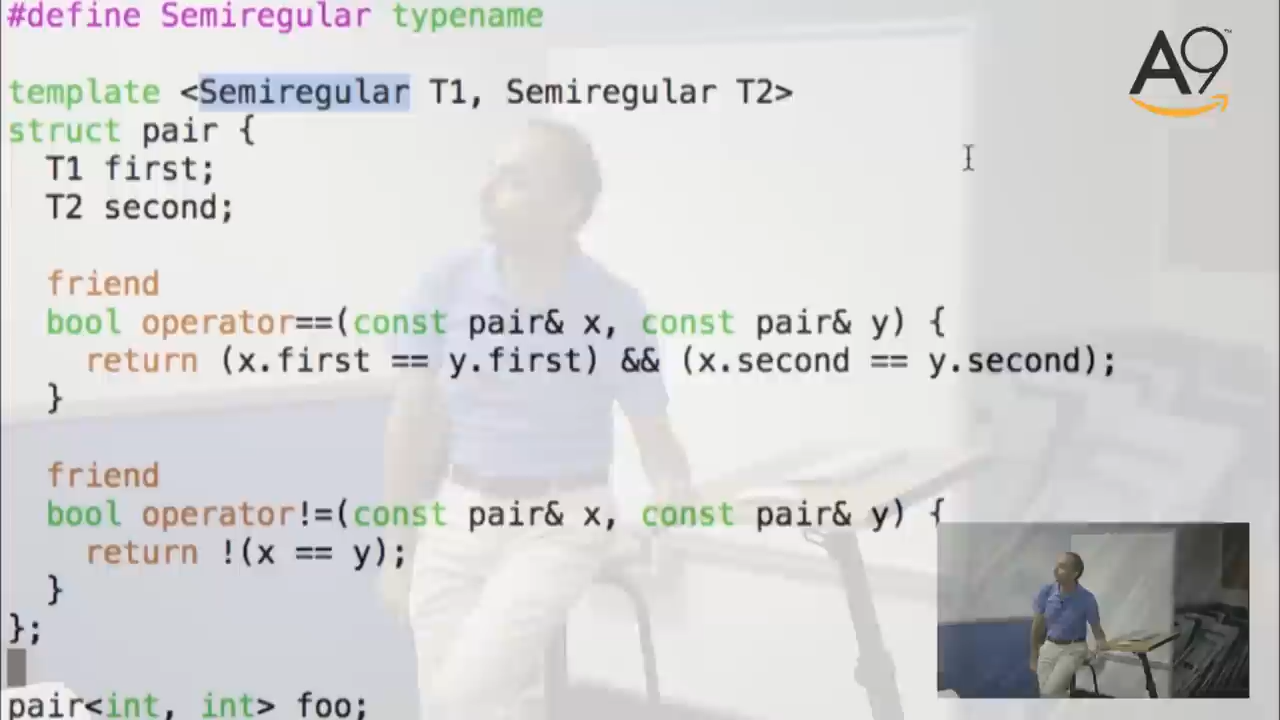 #define Semiregular typename
A9™
template <Semiregular T1, Semiregular T2>
struct pair {
  T1 first;
  T2 second;
  friend
  bool operator==(const pair& x, const pair& y) {
    return (x.first == y.first) && (x.second == y.second);
  }
  friend
  bool operator!=(const pair& x, const pair& y) {
    return !(x == y);
  }
};
pair<int, int> foo;